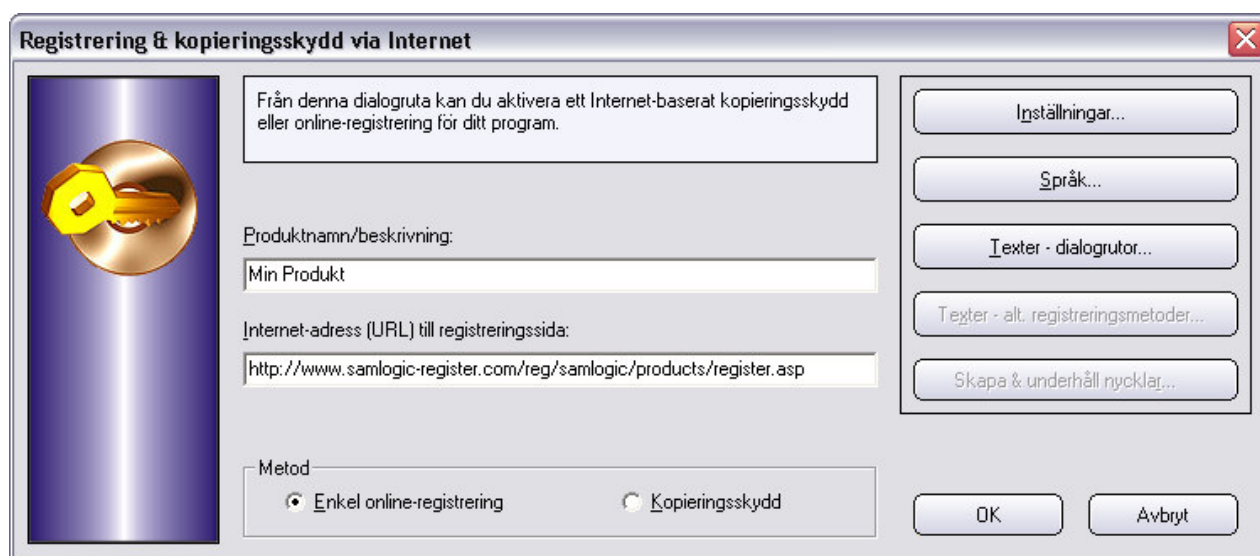 Registrering & kopieringsskydd via Internet
Från denna dialogruta kan du aktivera ett Internet-baserat kopieringsskydd
eller online-registrering för ditt program.
Produktnamn/beskrivning:
Min Produkt
Internet-adress (URL) till registreringssida:
http://www.samlogic-register.com/reg/samlogic/products/register.asp
Metod
Enkel online-registrering
Kopieringsskydd
Inställningar...
Språk...
Texter - dialogrutor...
Texter - alt. registreringsmetoder...
Skapa & underhåll nycklar...
OK
Avbryt